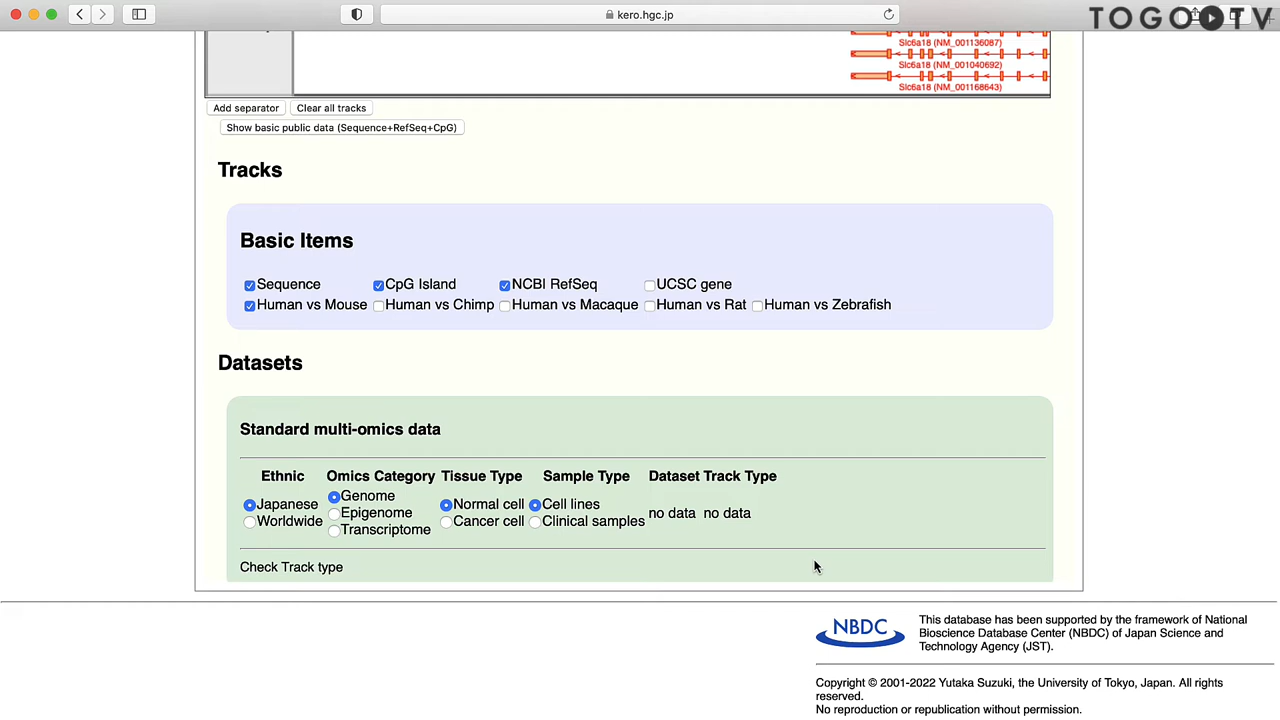 kero.hgc.jp
TOGO TV
Slc6a18 (NM_001136087)
Slc6a18 (NM_001040692)
Slc6a18 (NM_001168643)
Add separator Clear all tracks
Show basic public data (Sequence+RefSeq+CpG)
Tracks
Basic Items
Sequence CpG Island NCBI RefSeq UCSC gene
Human vs Mouse Human vs Chimp Human vs Macaque Human vs Rat Human vs Zebrafish
Datasets
Standard multi-omics data
Ethnic Omics Category Tissue Type Sample Type Dataset Track Type
Japanese Genome Normal cell Cell lines no data no data
Worldwide Epigenome Cancer cell Clinical samples
Transcriptome
Check Track type
NBDC
This database has been supported by the framework of National
Bioscience Database Center (NBDC) of Japan Science and
Technology Agency (JST).
Copyright © 2001-2022 Yutaka Suzuki, the University of Tokyo, Japan. All rights
reserved.
No reproduction or republication without permission.